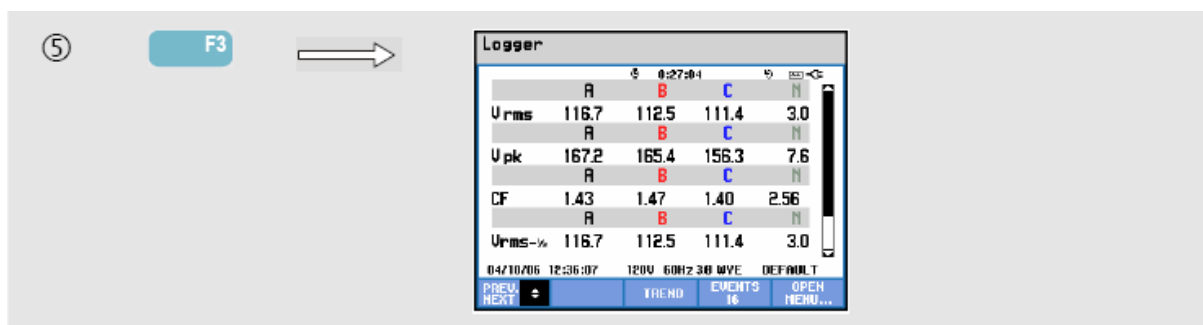 ⑤ F3
Logger
0:27:04
A B C N
Vrms 116.7 112.5 111.4 3.0
A B C N
Vpk 167.2 165.4 156.3 7.6
A B C N
CF 1.43 1.47 1.40 2.56
A B C N
Vrms-½ 116.7 112.5 111.4 3.0
04/10/06 12:36:07 120V 60Hz 3Ø WYE DEFAULT
PREV. NEXT TREND EVENTS 16 OPEN MENU...